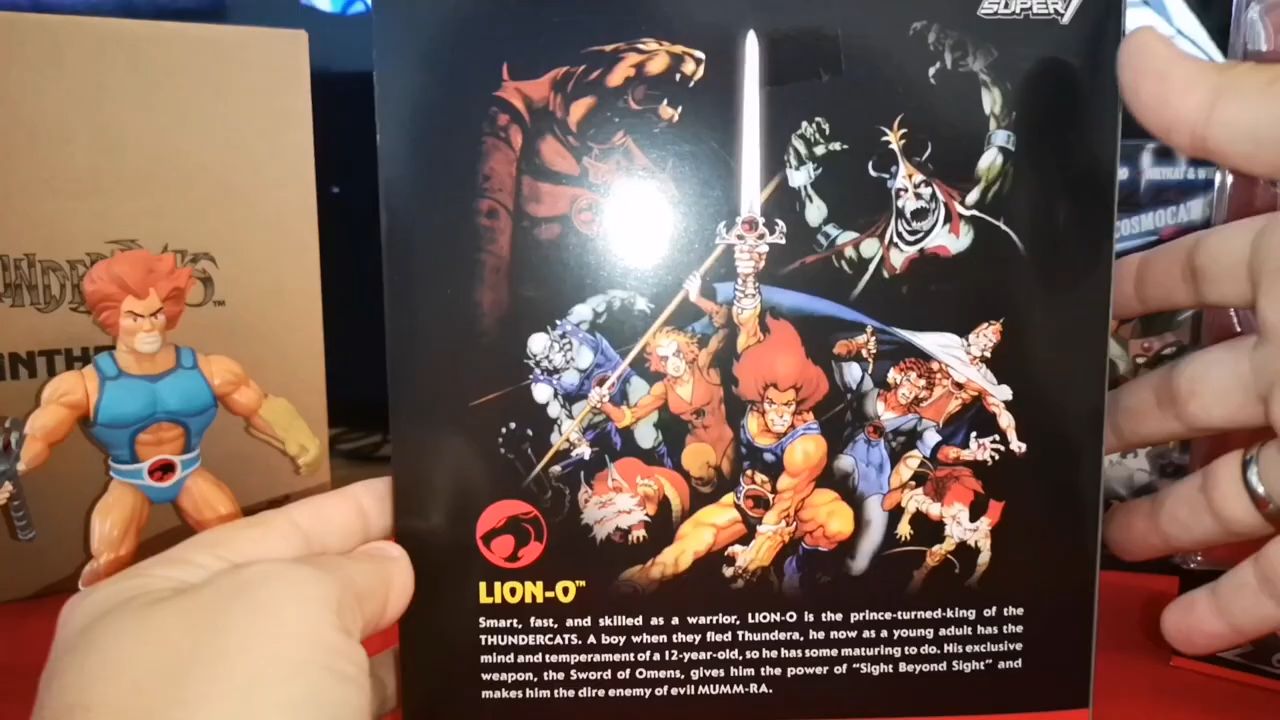 SUPER7
COSMOCAT
LION-O™
Smart, fast, and skilled as a warrior, LION-O is the prince-turned-king of the
THUNDERCATS. A boy when they fled Thundera, he now as a young adult has the
mind and temperament of a 12-year-old, so he has some maturing to do. His exclusive
weapon, the Sword of Omens, gives him the power of "Sight Beyond Sight" and
makes him the dire enemy of evil MUMM-RA.